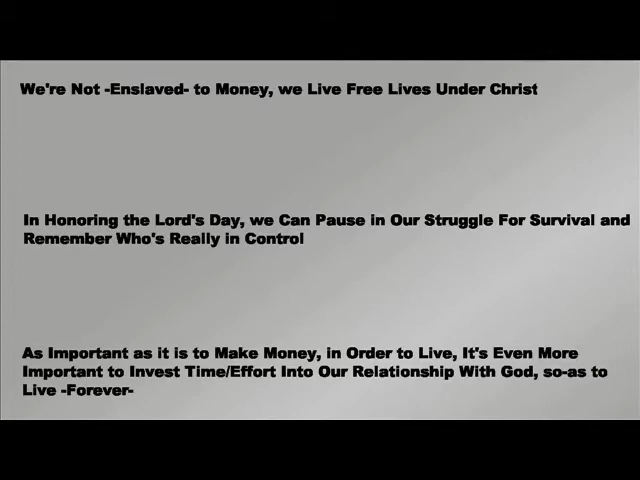 We're Not -Enslaved- to Money, we Live Free Lives Under Christ
In Honoring the Lord's Day, we Can Pause in Our Struggle For Survival and
Remember Who's Really in Control
As Important as it is to Make Money, in Order to Live, It's Even More
Important to Invest Time/Effort Into Our Relationship With God, so-as to
Live -Forever-